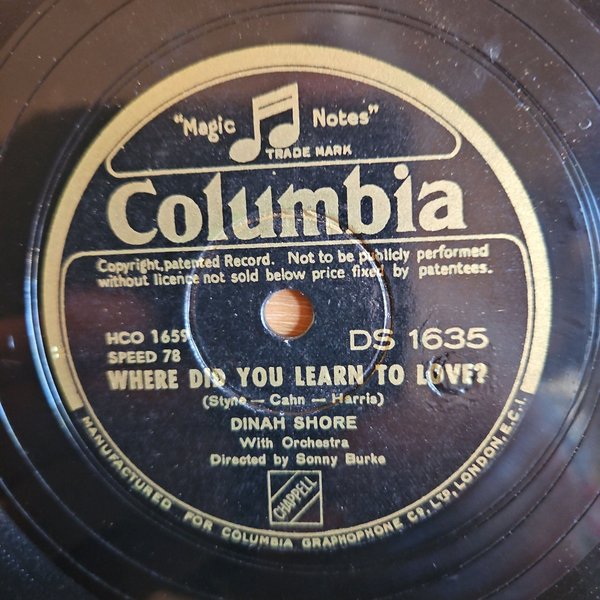 "Magic Notes"
TRADE MARK
Columbia
Copyright, patented Record. Not to be publicly performed
without licence not sold below price fixed by patentees.
HCO 1659
DS 1635
SPEED 78
WHERE DID YOU LEARN TO LOVE?
(Styne — Cahn — Harris)
DINAH SHORE
With Orchestra
Directed by Sonny Burke
CHAPPELL
MANUFACTURED FOR COLUMBIA GRAPHOPHONE CO. LTD, LONDON, E.C.1.